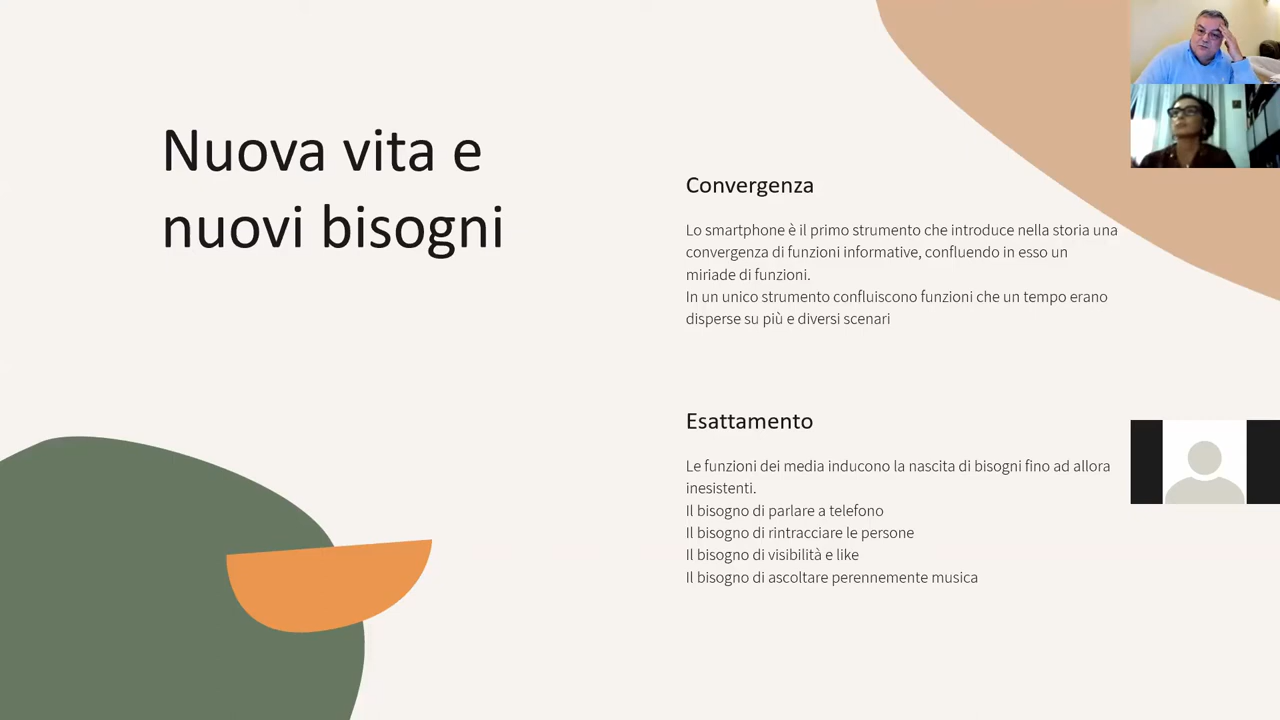 Nuova vita e
nuovi bisogni
Convergenza
Lo smartphone è il primo strumento che introduce nella storia una
convergenza di funzioni informative, confluendo in esso un
miriade di funzioni.
In un unico strumento confluiscono funzioni che un tempo erano
disperse su più e diversi scenari
Esattamento
Le funzioni dei media inducono la nascita di bisogni fino ad allora
inesistenti.
Il bisogno di parlare a telefono
Il bisogno di rintracciare le persone
Il bisogno di visibilità e like
Il bisogno di ascoltare perennemente musica